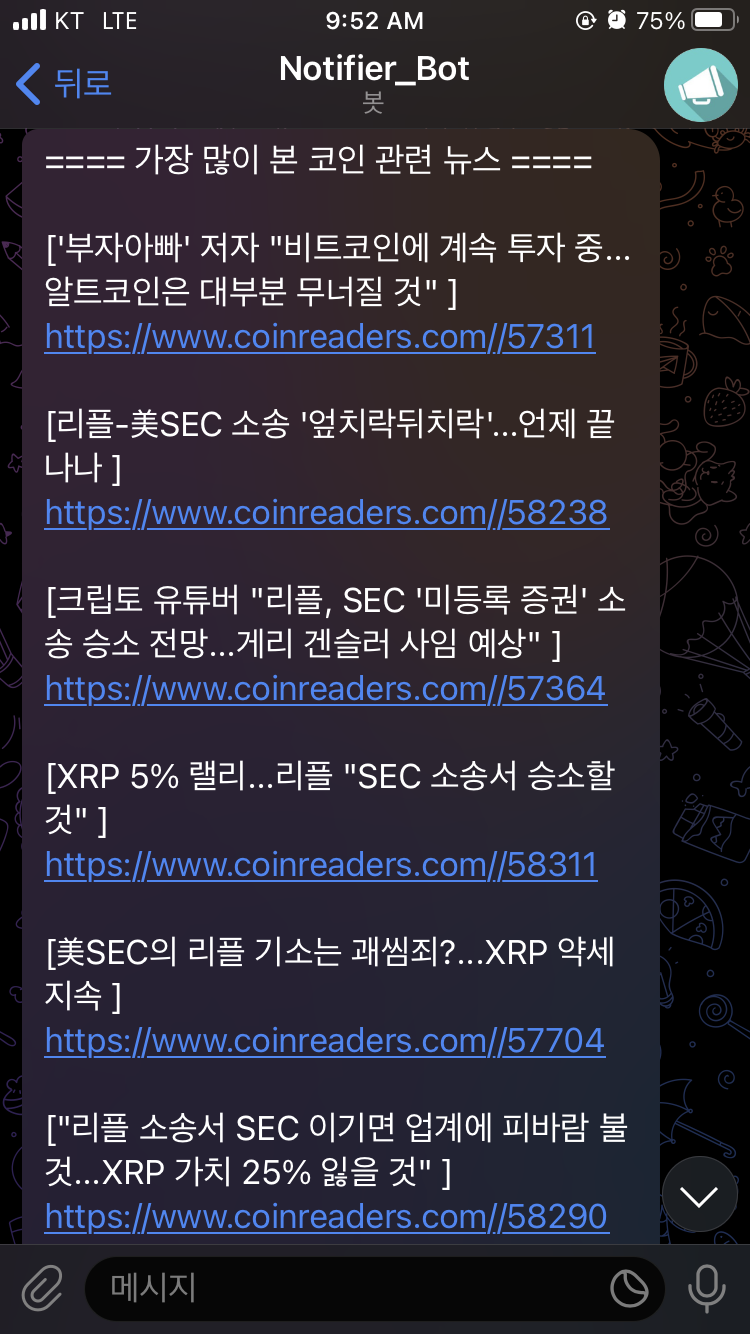 KT LTE 9:52 AM 75%
뒤로 Notifier_Bot
봇
==== 가장 많이 본 코인 관련 뉴스 ====
['부자아빠' 저자 "비트코인에 계속 투자 중...
알트코인은 대부분 무너질 것" ]
https://www.coinreaders.com//57311
[리플-美SEC 소송 '엎치락뒤치락'...언제 끝
나나 ]
https://www.coinreaders.com//58238
[크립토 유튜버 "리플, SEC '미등록 증권' 소
송 승소 전망...게리 겐슬러 사임 예상" ]
https://www.coinreaders.com//57364
[XRP 5% 랠리...리플 "SEC 소송서 승소할
것" ]
https://www.coinreaders.com//58311
[美SEC의 리플 기소는 괘씸죄?...XRP 약세
지속 ]
https://www.coinreaders.com//57704
["리플 소송서 SEC 이기면 업계에 피바람 불
것...XRP 가치 25% 잃을 것" ]
https://www.coinreaders.com//58290
메시지